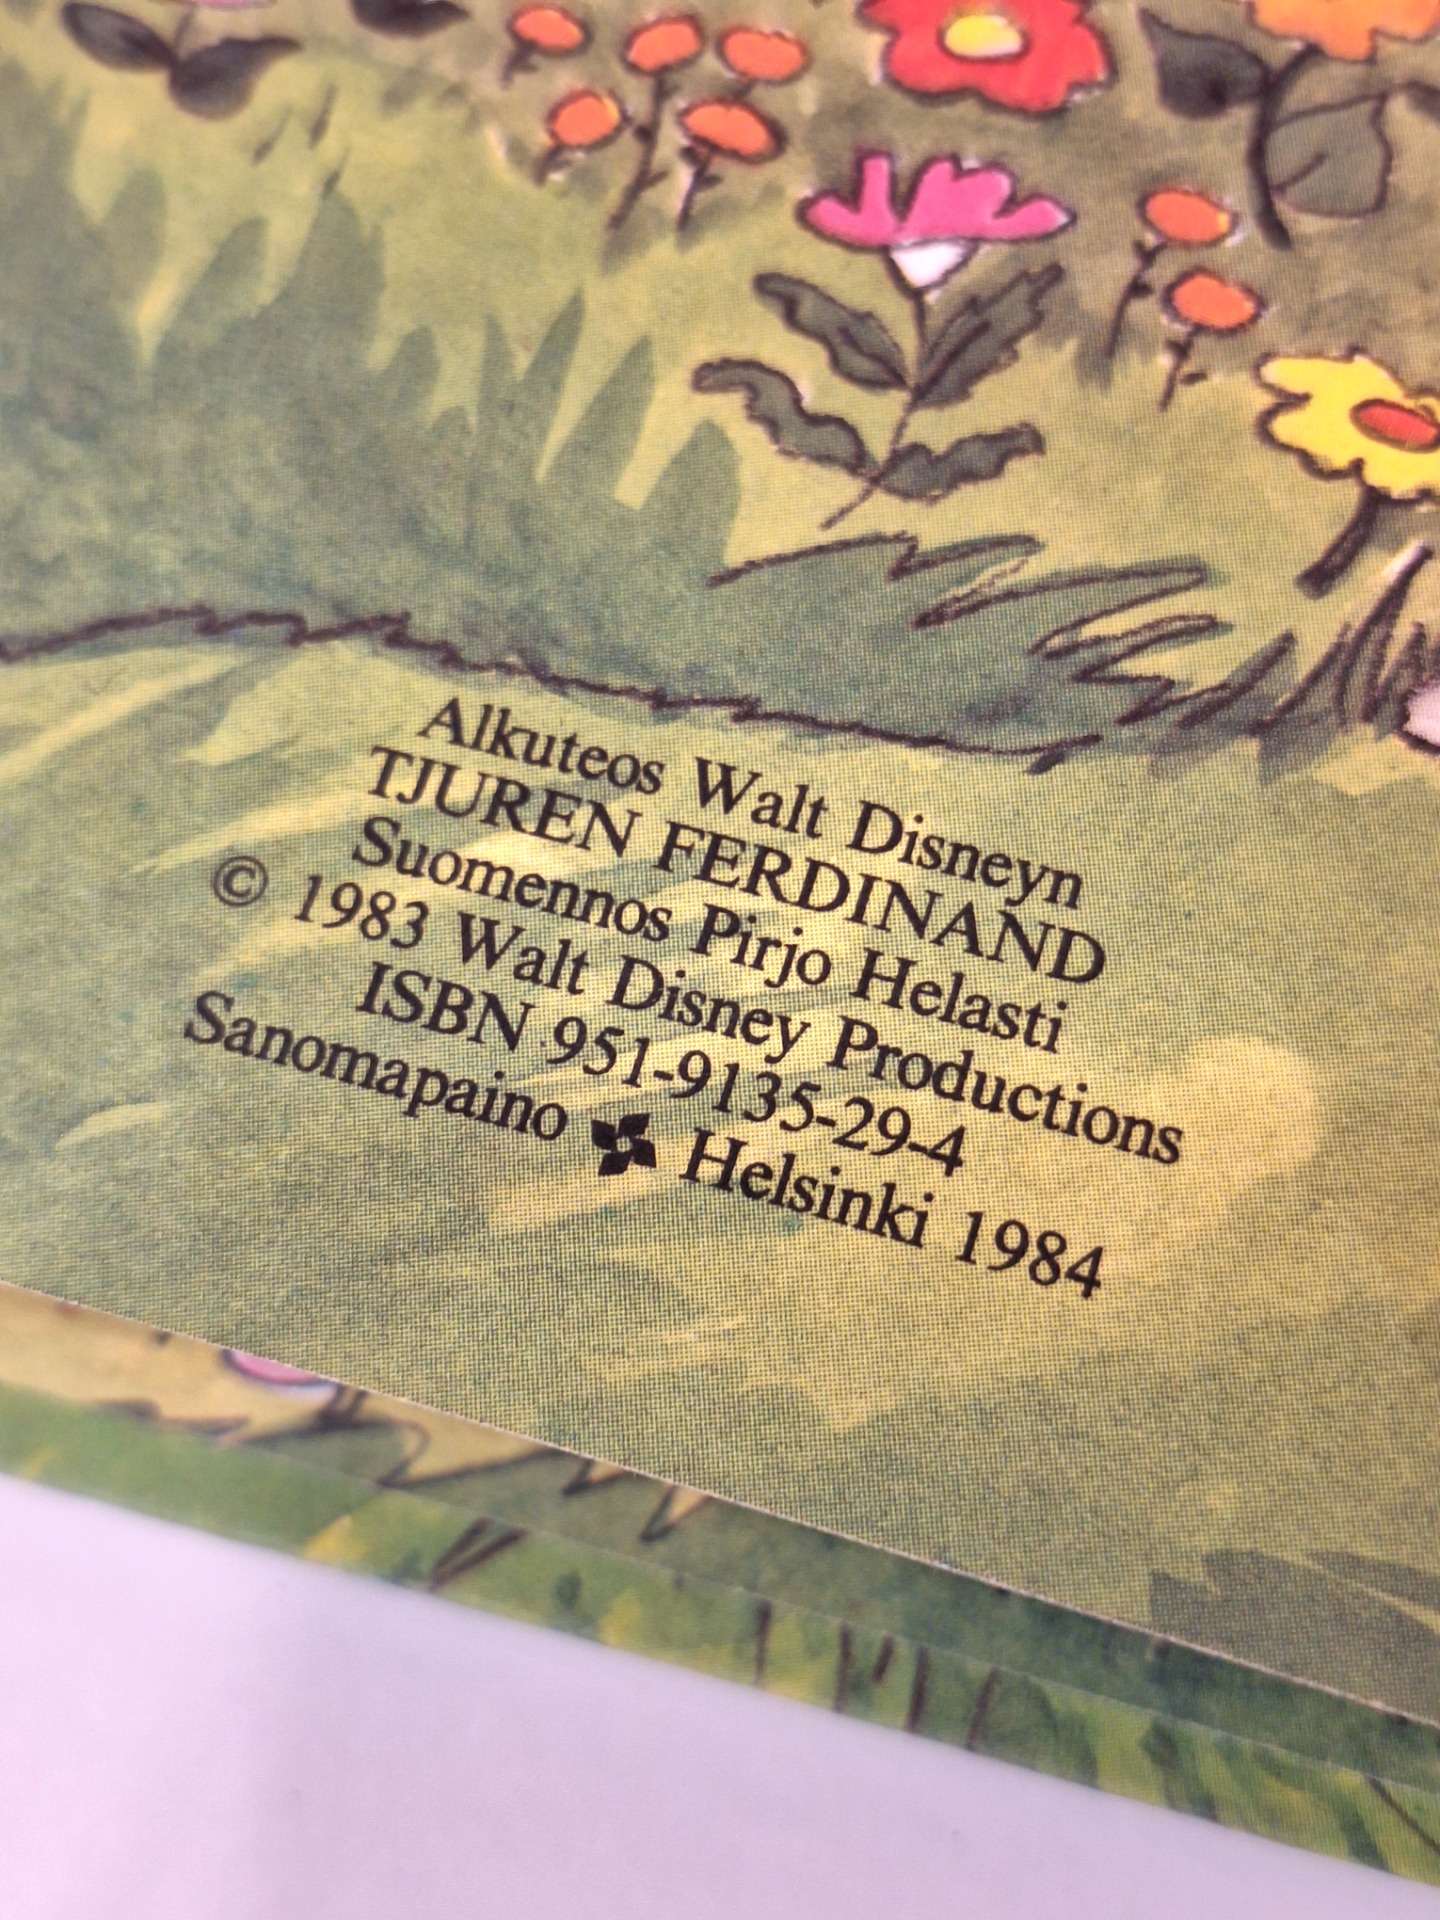 Alkuteos Walt Disneyn
TJUREN FERDINAND
Suomennos Pirjo Helasti
© 1983 Walt Disney Productions
ISBN 951-9135-29-4
Sanomapaino Helsinki 1984